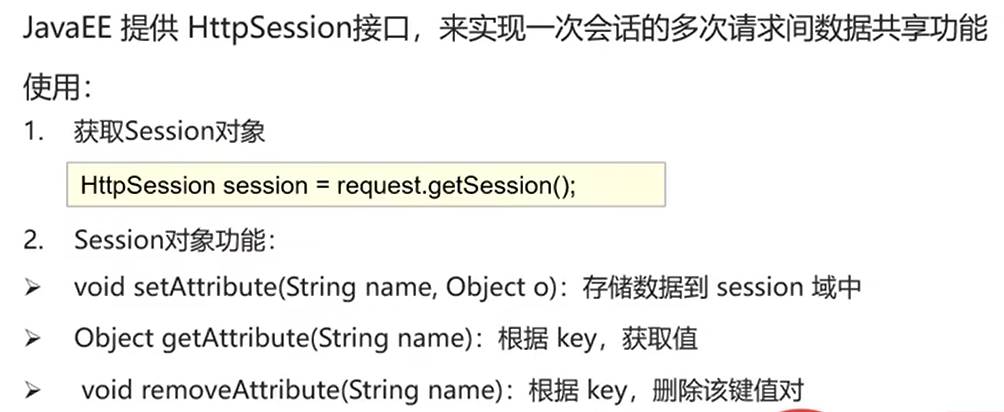 JavaEE 提供 HttpSession接口，来实现一次会话的多次请求间数据共享功能
使用：
1. 获取Session对象
HttpSession session = request.getSession();
2. Session对象功能：
➢ void setAttribute(String name, Object o)：存储数据到 session 域中
➢ Object getAttribute(String name)：根据 key，获取值
➢ void removeAttribute(String name)：根据 key，删除该键值对